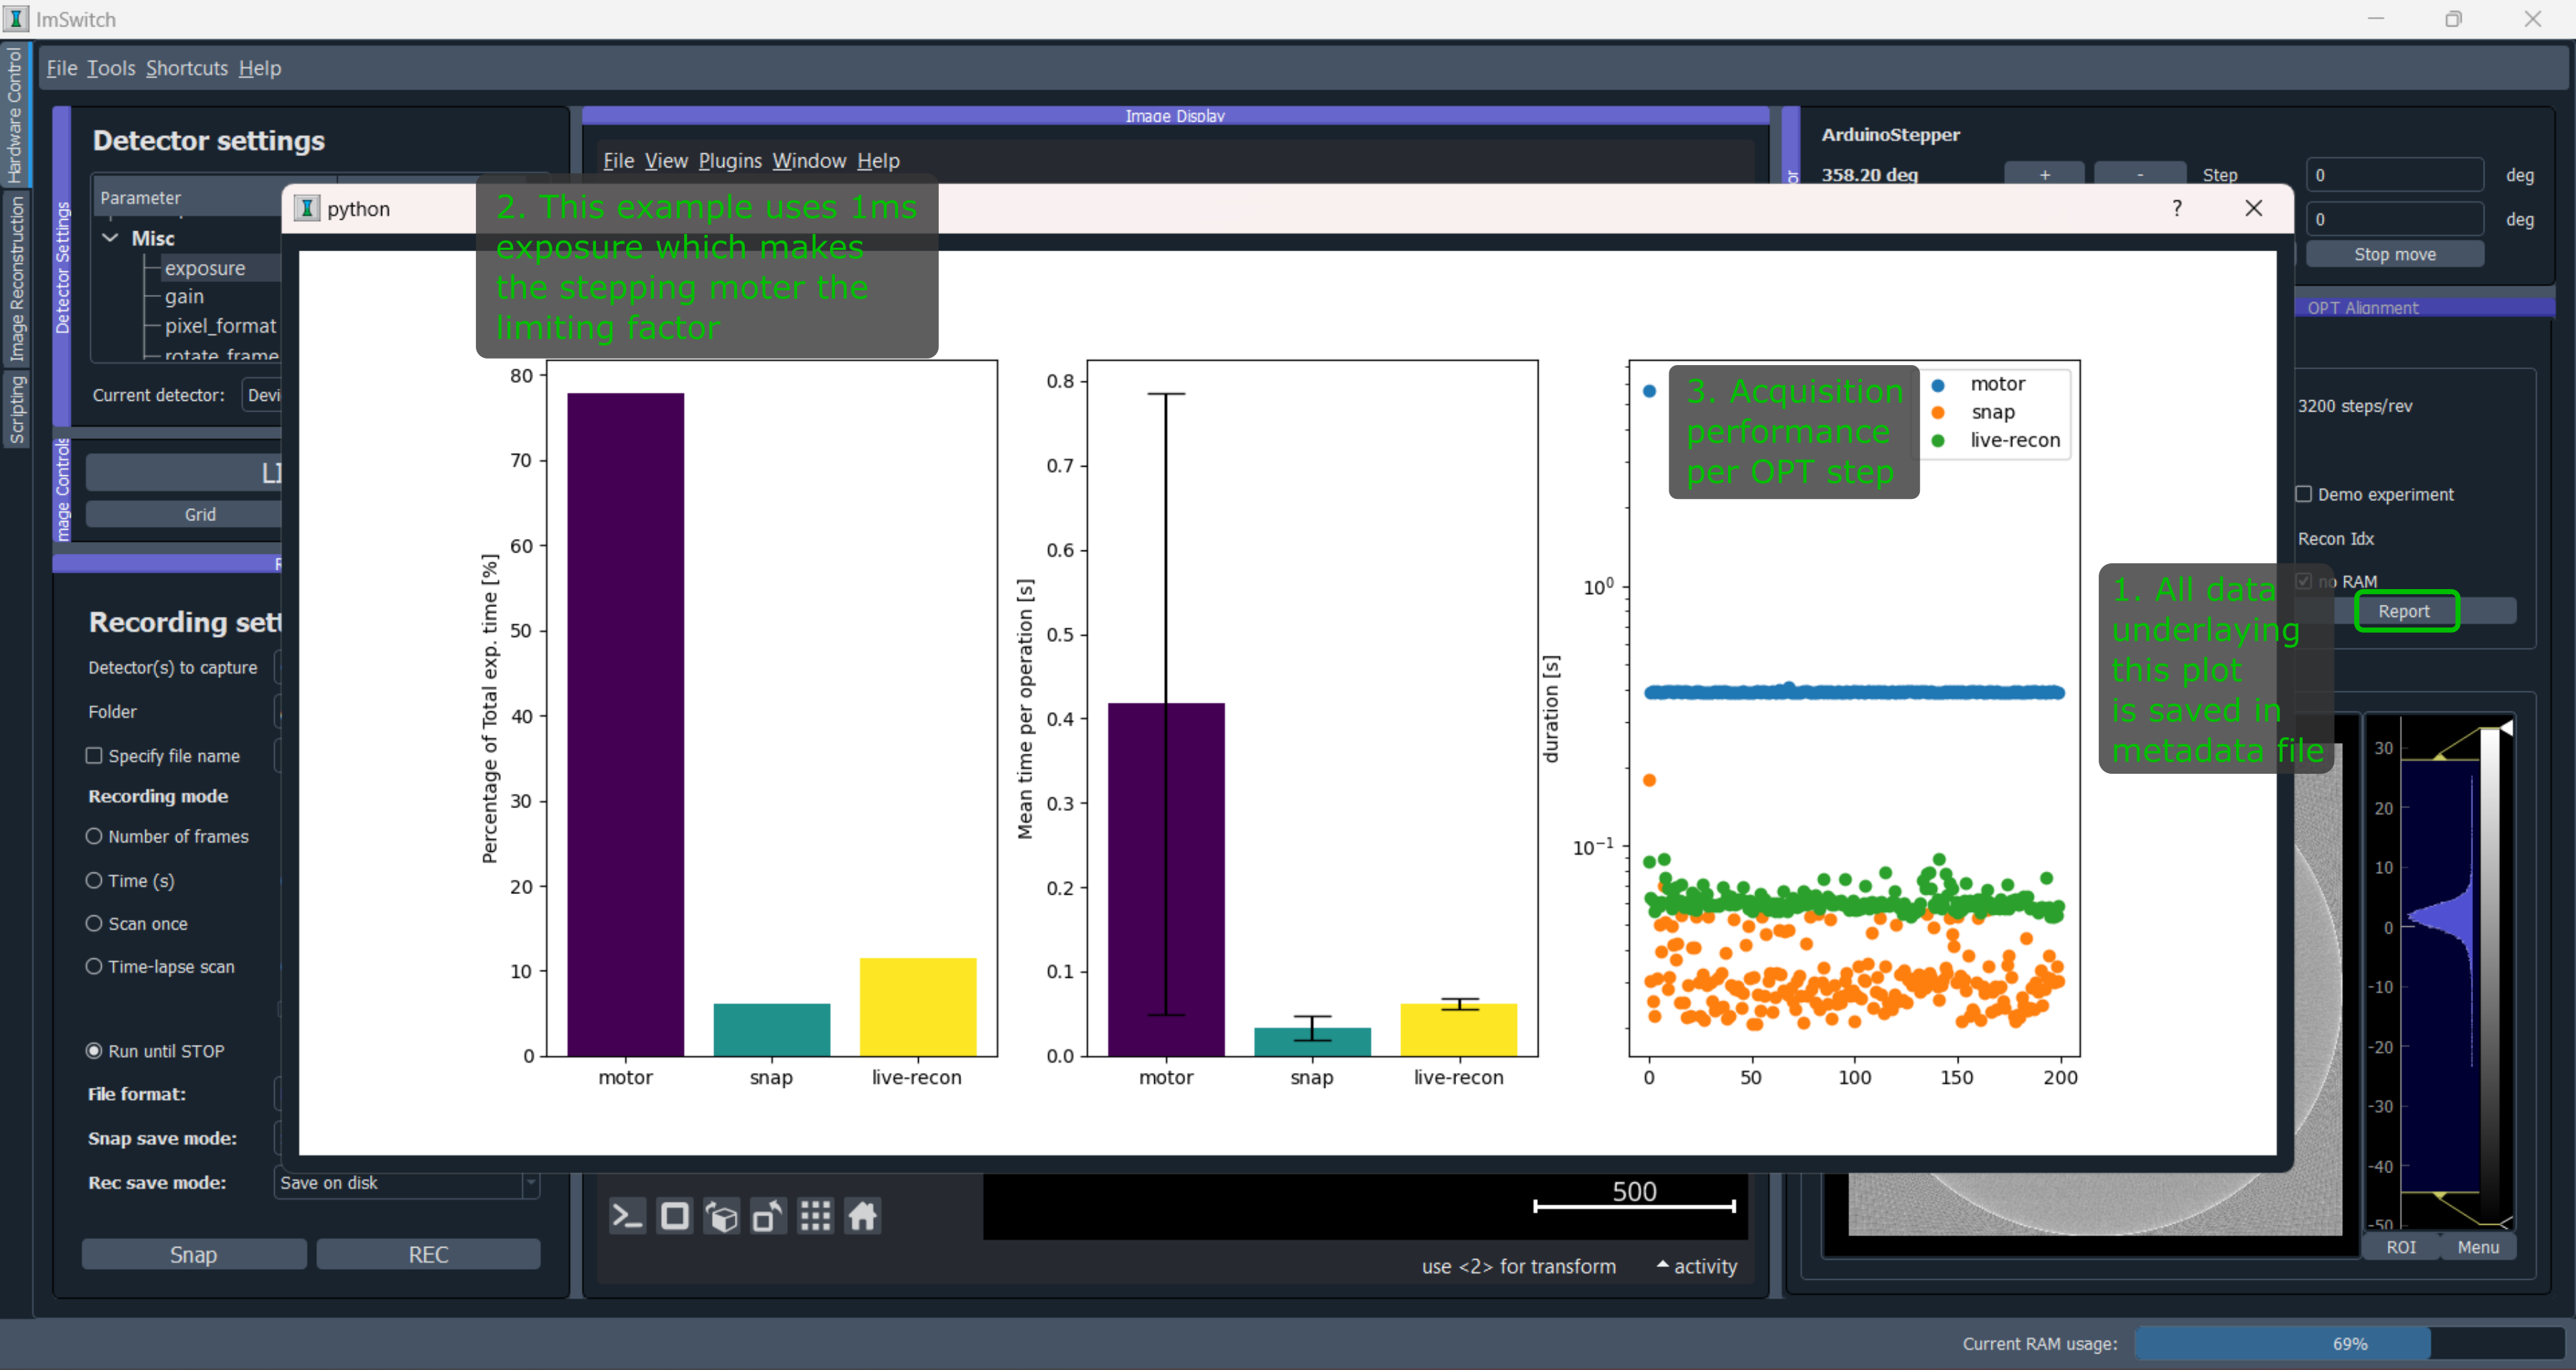 ImSwitch
Hardware Control
Image Reconstruction
Scripting
File Tools Shortcuts Help
Detector Settings
Detector settings
Parameter
Misc
exposure
gain
pixel_format
rotate_frame
Current detector:
Image Display
File View Plugins Window Help
ArduinoStepper
358.20 deg + - Step 0 deg
0 deg
Stop move
OPT Alignment
3200 steps/rev
Demo experiment
Recon Idx
no RAM
Report
Grid
Detector(s) to capture
Folder
Specify file name
Recording mode
Number of frames
Time (s)
Scan once
Time-lapse scan
Run until STOP
File format:
Snap save mode:
Rec save mode: Save on disk
Snap REC
python ? 
2. This example uses 1ms
exposure which makes
the stepping moter the
limiting factor
Percentage of Total exp. time [%]
80
70
60
50
40
30
20
10
0
motor snap live-recon
Mean time per operation [s]
0.8
0.7
0.6
0.5
0.4
0.3
0.2
0.1
0.0
motor snap live-recon
3. Acquisition
performance
per OPT step
motor
snap
live-recon
duration [s]
10⁰
10⁻¹
0 50 100 150 200
1. All data
underlaying
this plot
is saved in
metadata file
30
20
10
0
-10
-20
-30
-40
-50
ROI Menu
500
use <2> for transform activity
Current RAM usage: 69%